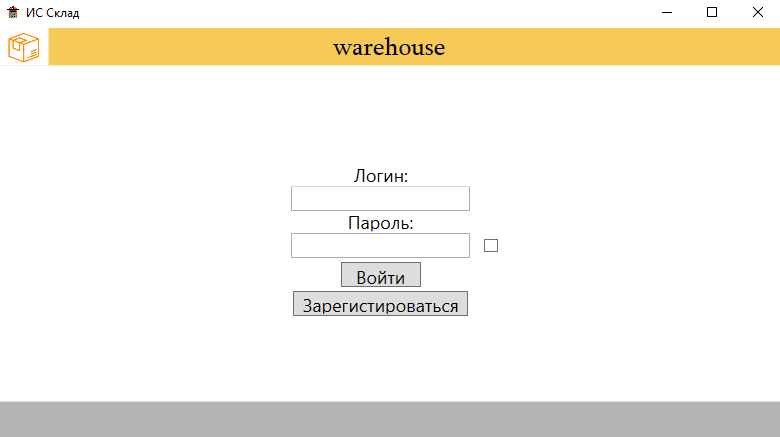 ИС Склад
warehouse
Логин:
Пароль:
Войти
Зарегистироваться